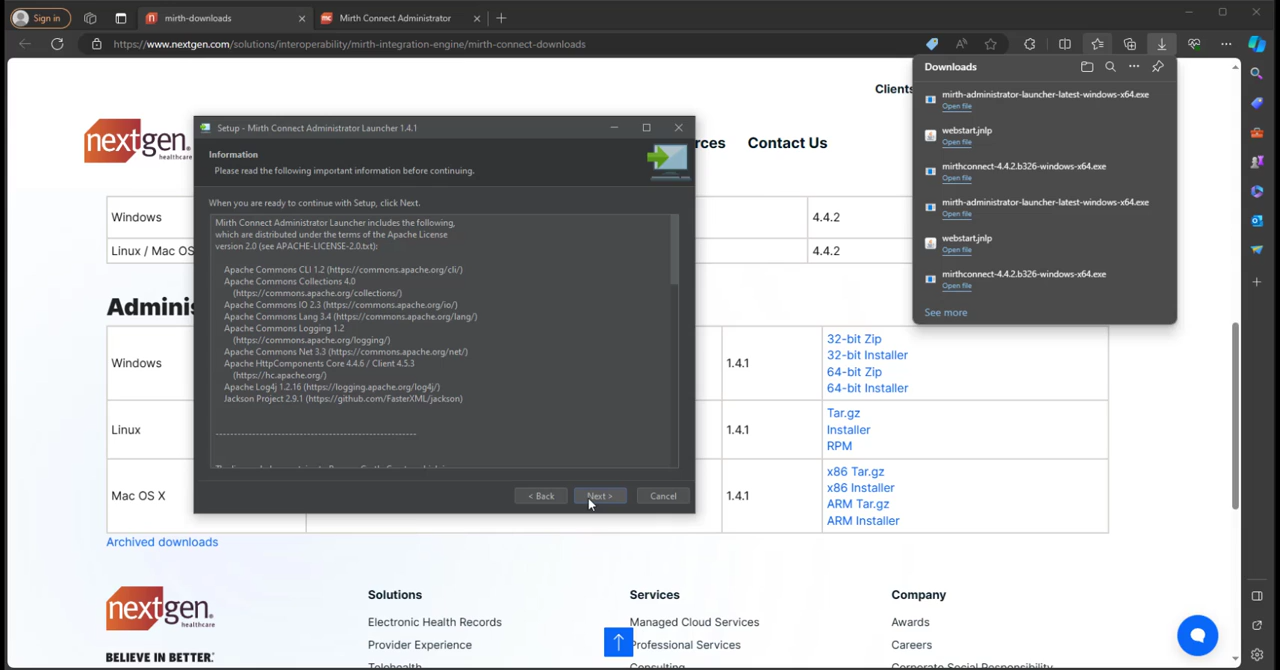 Sign in
mirth-downloads
Mirth Connect Administrator
https://www.nextgen.com/solutions/interoperability/mirth-integration-engine/mirth-connect-downloads
Downloads
mirth-administrator-launcher-latest-windows-x64.exe
Open file
webstart.jnlp
Open file
mirthconnect-4.4.2.b326-windows-x64.exe
Open file
mirth-administrator-launcher-latest-windows-x64.exe
Open file
webstart.jnlp
Open file
mirthconnect-4.4.2.b326-windows-x64.exe
Open file
See more
Clients
nextgen
healthcare
rces
Contact Us
Windows
4.4.2
Linux / Mac OS
4.4.2
Adminis
Setup - Mirth Connect Administrator Launcher 1.4.1
Information
Please read the following important information before continuing.
When you are ready to continue with Setup, click Next.
Mirth Connect Administrator Launcher includes the following,
which are distributed under the terms of the Apache License
version 2.0 (see APACHE-LICENSE-2.0.txt):
Apache Commons CLI 1.2 (https://commons.apache.org/cli/)
Apache Commons Collections 4.0
(https://commons.apache.org/collections/)
Apache Commons IO 2.3 (https://commons.apache.org/io/)
Apache Commons Lang 3.4 (https://commons.apache.org/lang/)
Apache Commons Logging 1.2
(https://commons.apache.org/logging/)
Apache Commons Net 3.3 (https://commons.apache.org/net/)
Apache HttpComponents Core 4.4.6 / Client 4.5.3
(https://hc.apache.org/)
Apache Log4j 1.2.16 (https://logging.apache.org/log4j/)
Jackson Project 2.9.1 (https://github.com/FasterXML/jackson)
------------------------------------------------------
< Back
Next >
Cancel
Windows
1.4.1
32-bit Zip
32-bit Installer
64-bit Zip
64-bit Installer
Linux
1.4.1
Tar.gz
Installer
RPM
Mac OS X
1.4.1
x86 Tar.gz
x86 Installer
ARM Tar.gz
ARM Installer
Archived downloads
nextgen
healthcare
BELIEVE IN BETTER.
Solutions
Electronic Health Records
Provider Experience
Telehealth
Services
Managed Cloud Services
Professional Services
Consulting
Company
Awards
Careers
Corporate Social Responsibility